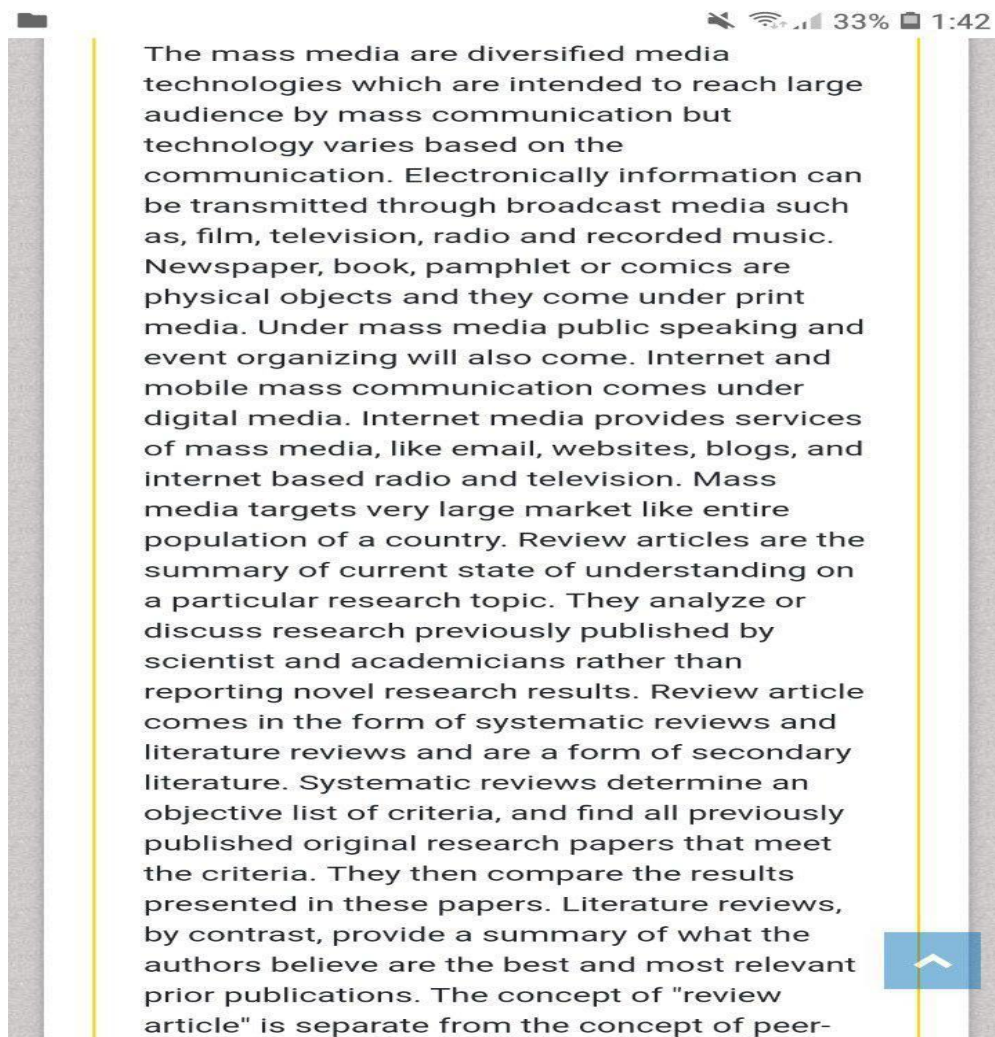 33% 1:42
The mass media are diversified media
technologies which are intended to reach large
audience by mass communication but
technology varies based on the
communication. Electronically information can
be transmitted through broadcast media such
as, film, television, radio and recorded music.
Newspaper, book, pamphlet or comics are
physical objects and they come under print
media. Under mass media public speaking and
event organizing will also come. Internet and
mobile mass communication comes under
digital media. Internet media provides services
of mass media, like email, websites, blogs, and
internet based radio and television. Mass
media targets very large market like entire
population of a country. Review articles are the
summary of current state of understanding on
a particular research topic. They analyze or
discuss research previously published by
scientist and academicians rather than
reporting novel research results. Review article
comes in the form of systematic reviews and
literature reviews and are a form of secondary
literature. Systematic reviews determine an
objective list of criteria, and find all previously
published original research papers that meet
the criteria. They then compare the results
presented in these papers. Literature reviews,
by contrast, provide a summary of what the
authors believe are the best and most relevant
prior publications. The concept of "review
article" is separate from the concept of peer-